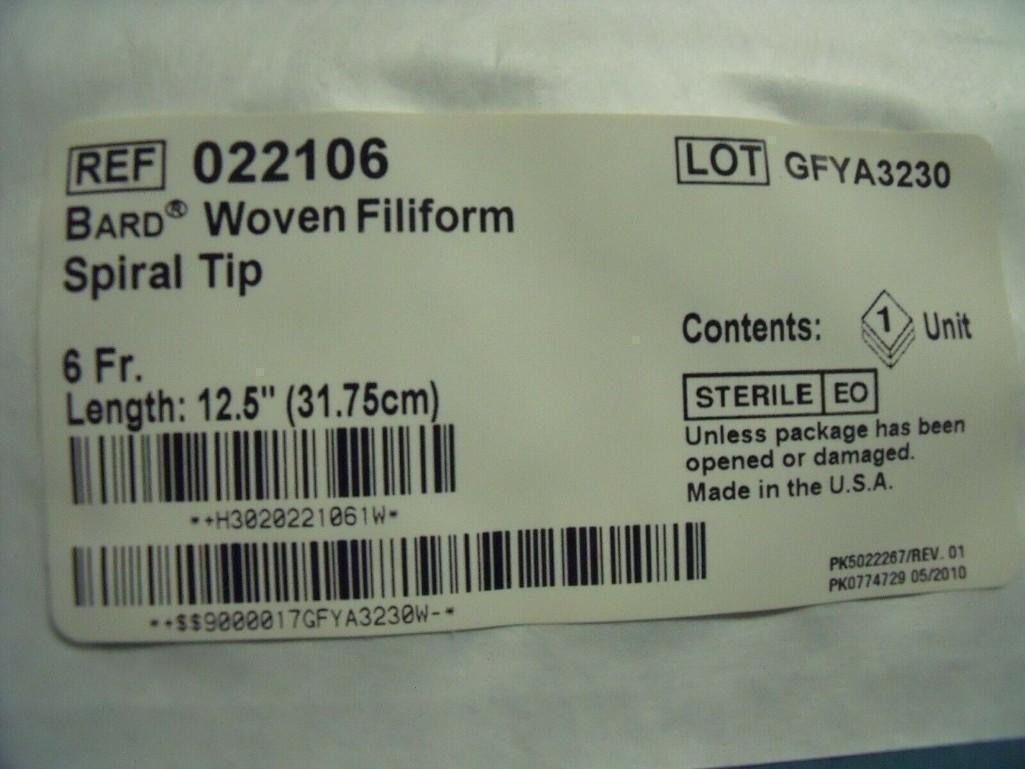 REF 022106
BARD® Woven Filiform
Spiral Tip
6 Fr.
Length: 12.5" (31.75cm)
*+H3020221061W*
*+$$9000017GFYA3230W-*
LOT GFYA3230
Contents: 1 Unit
STERILE EO
Unless package has been
opened or damaged.
Made in the U.S.A.
PK5022267/REV. 01
PK0774729 05/2010